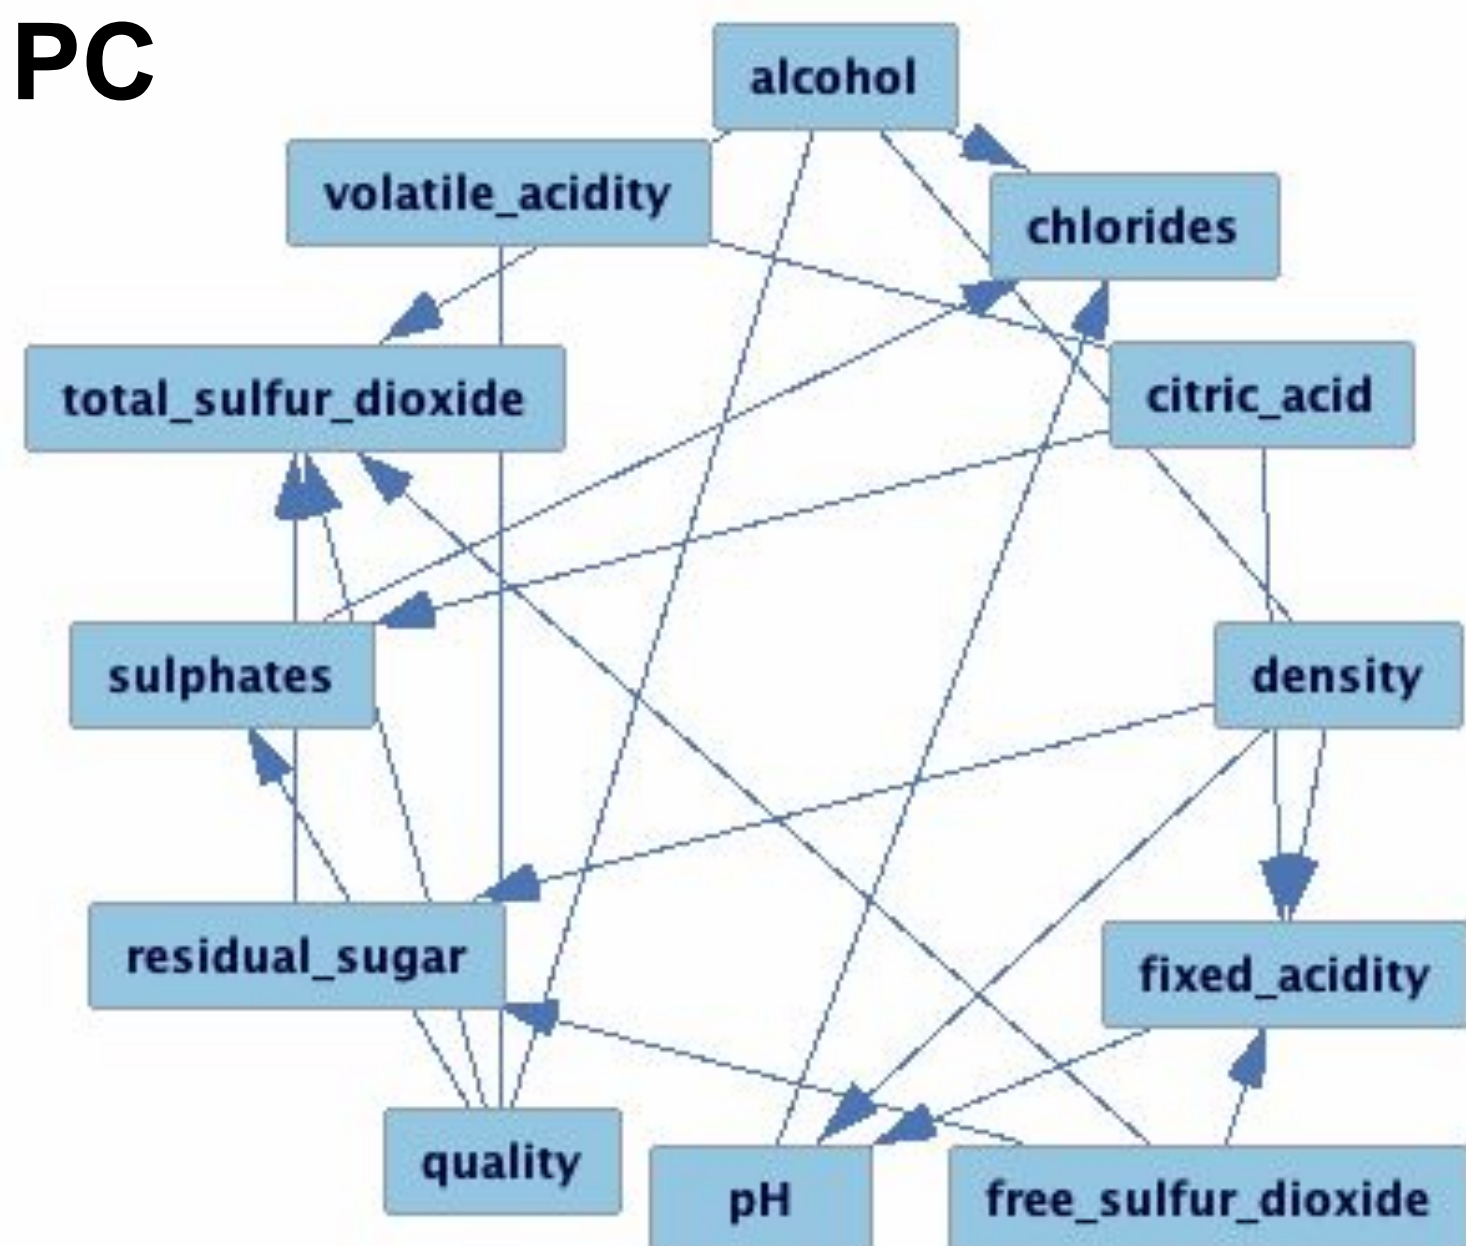 PC
alcohol
volatile_acidity
chlorides
total_sulfur_dioxide
citric_acid
sulphates
density
residual_sugar
fixed_acidity
quality
pH
free_sulfur_dioxide